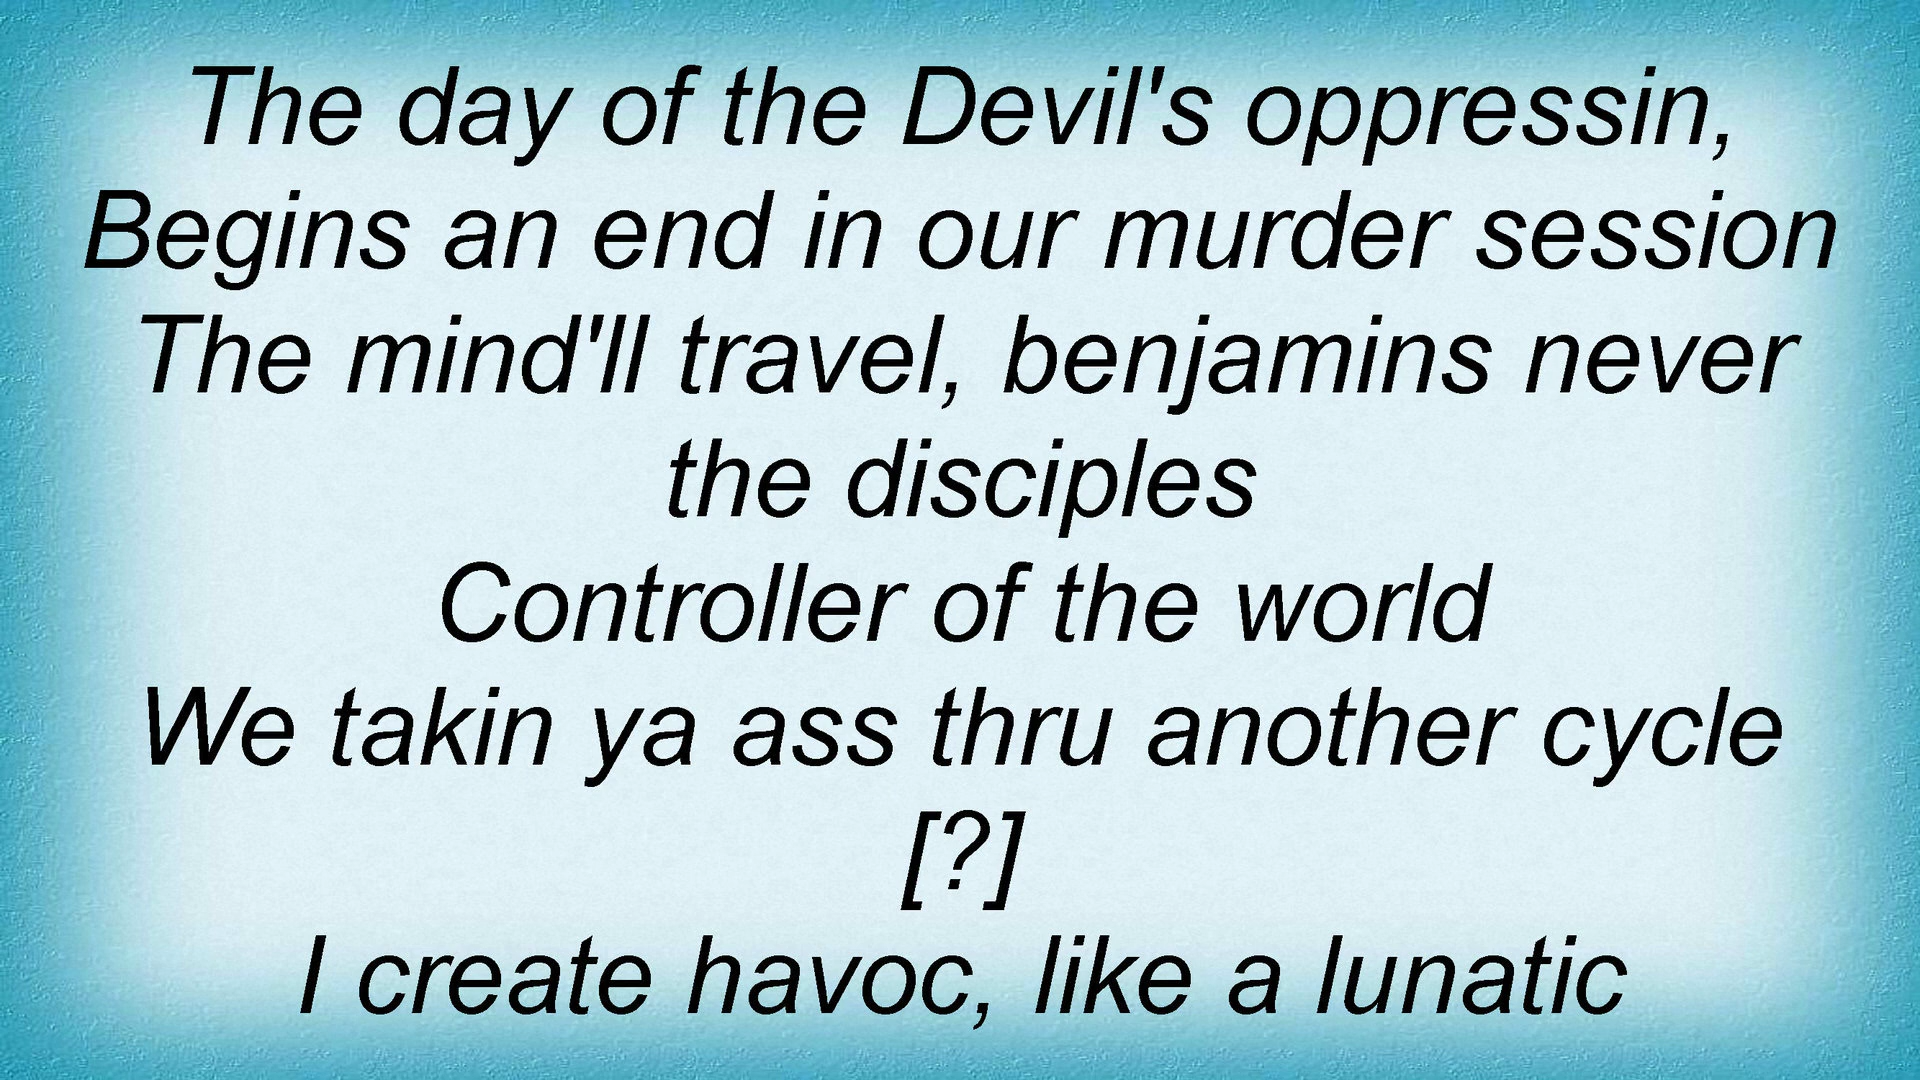 The day of the Devil's oppressin,
Begins an end in our murder session
The mind'll travel, benjamins never
the disciples
Controller of the world
We takin ya ass thru another cycle
[?]
I create havoc, like a lunatic